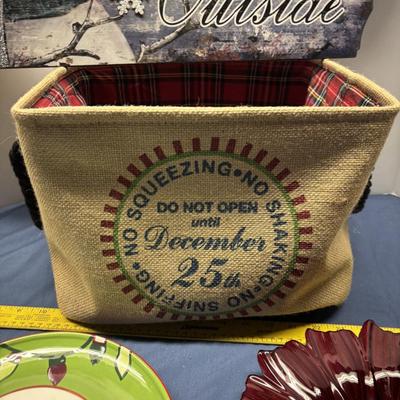 Outside
NO SQUEEZING • NO SHAKING • NO SNIFFING •
DO NOT OPEN
until
December
25th